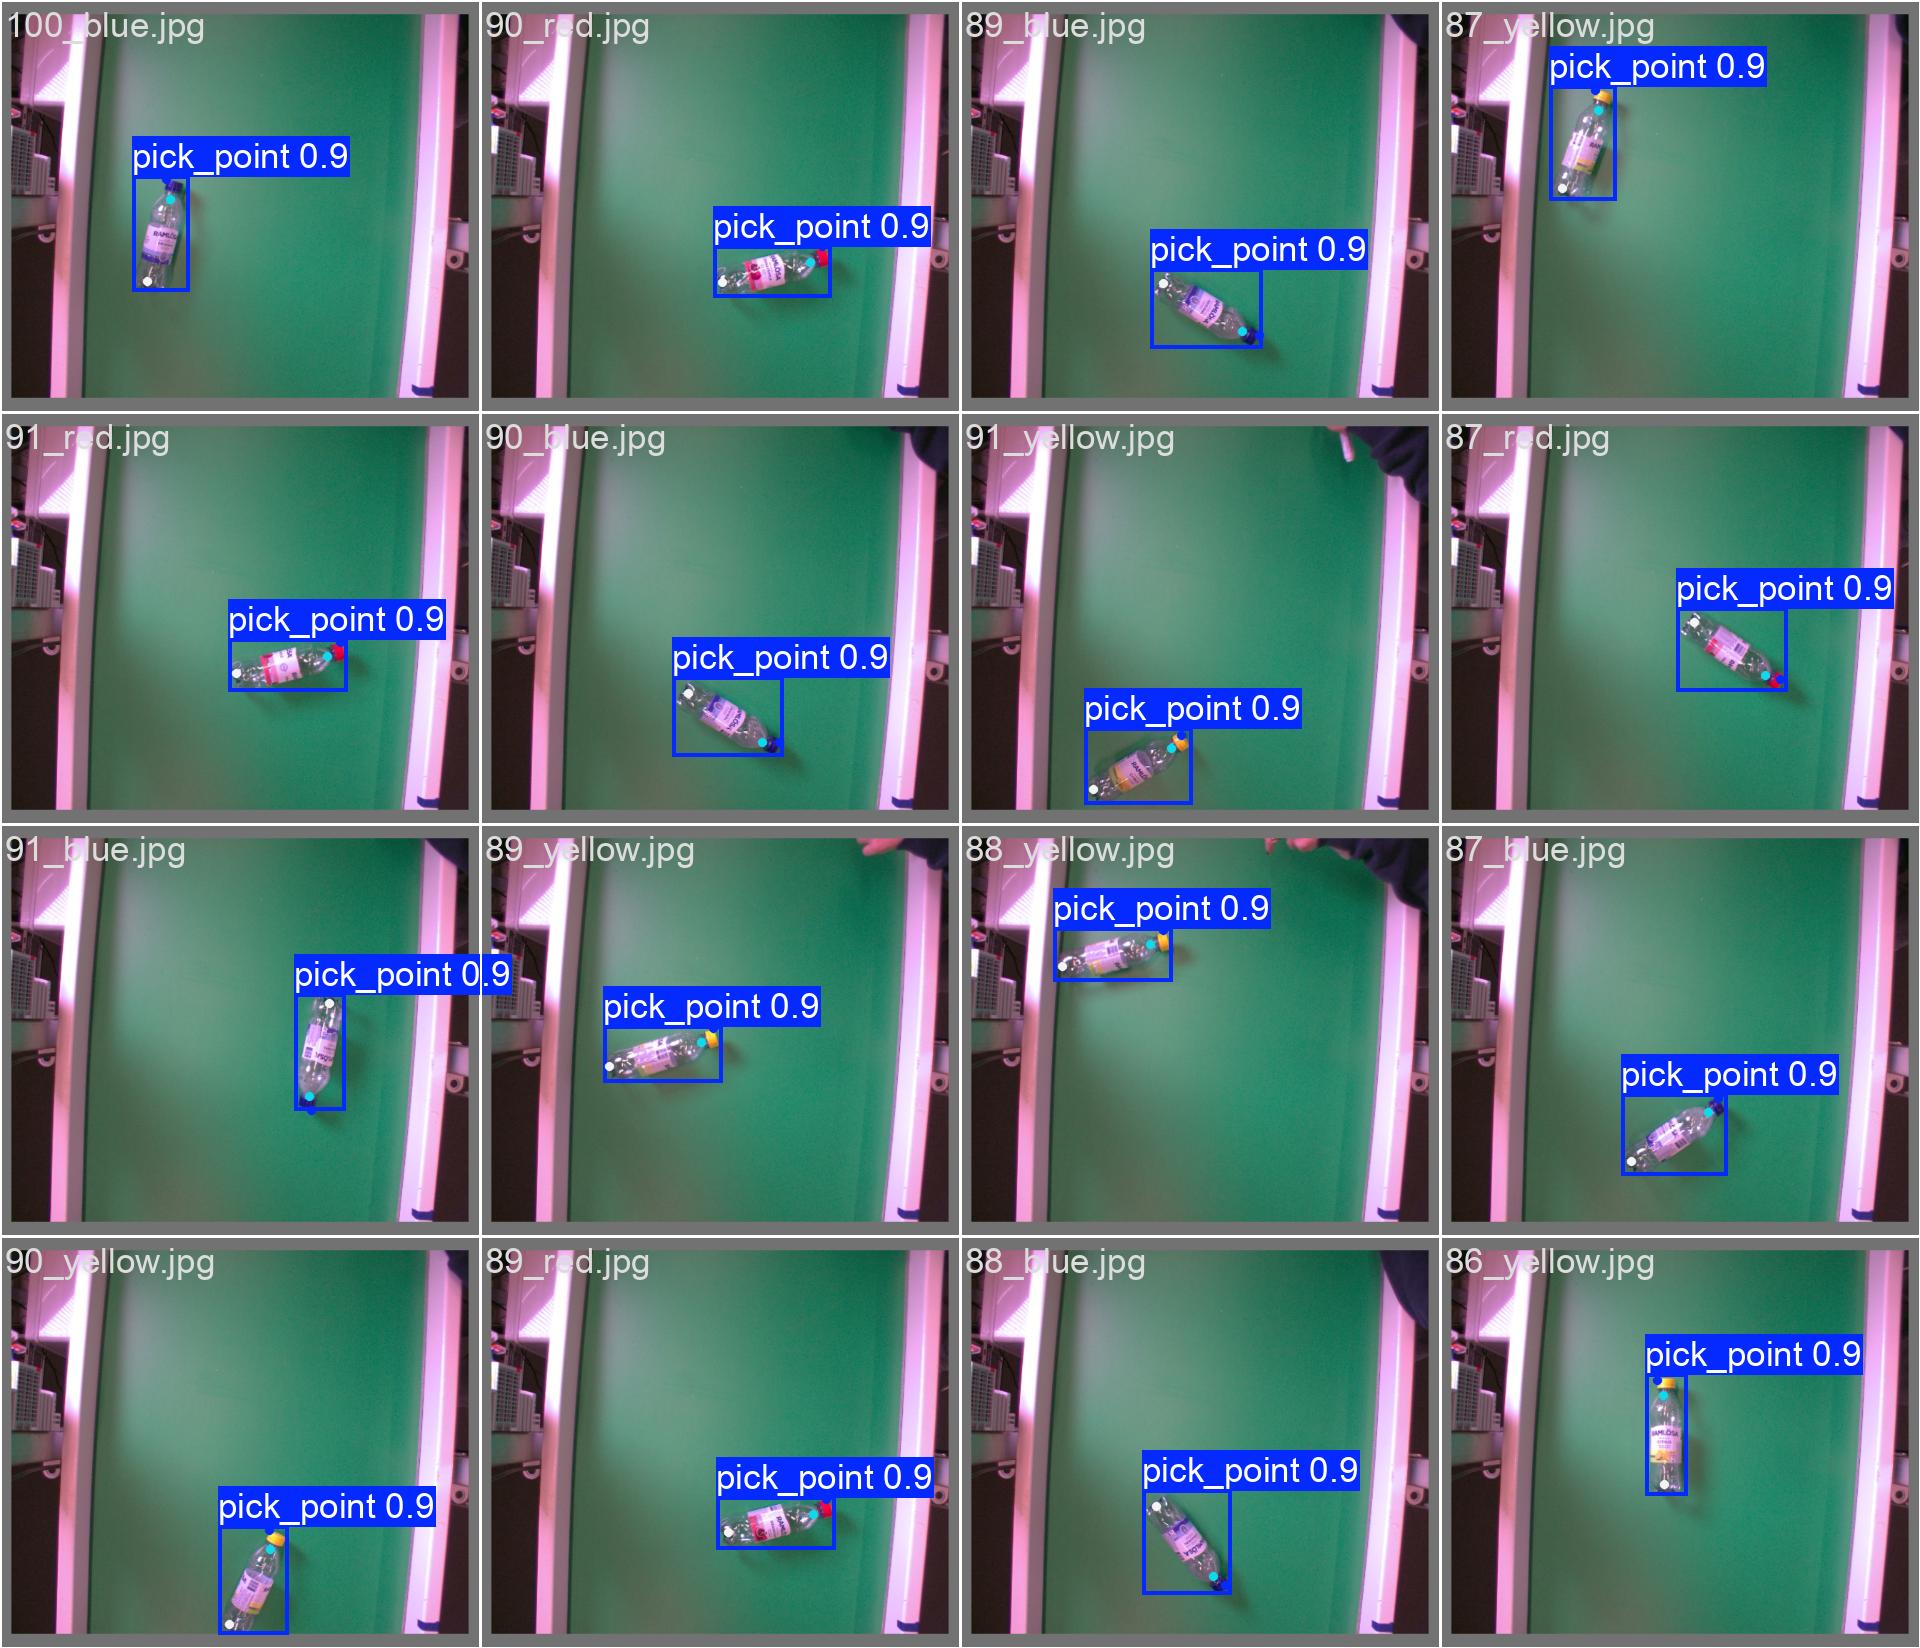 100_blue.jpg
pick_point 0.9
RAMLÖSA
90_red.jpg
pick_point 0.9
89_blue.jpg
pick_point 0.9
87_yellow.jpg
pick_point 0.9
91_red.jpg
pick_point 0.9
90_blue.jpg
pick_point 0.9
91_yellow.jpg
pick_point 0.9
87_red.jpg
pick_point 0.9
91_blue.jpg
pick_point 0.9
89_yellow.jpg
pick_point 0.9
88_yellow.jpg
pick_point 0.9
87_blue.jpg
pick_point 0.9
90_yellow.jpg
pick_point 0.9
89_red.jpg
pick_point 0.9
88_blue.jpg
pick_point 0.9
86_yellow.jpg
pick_point 0.9
RAMLÖSA